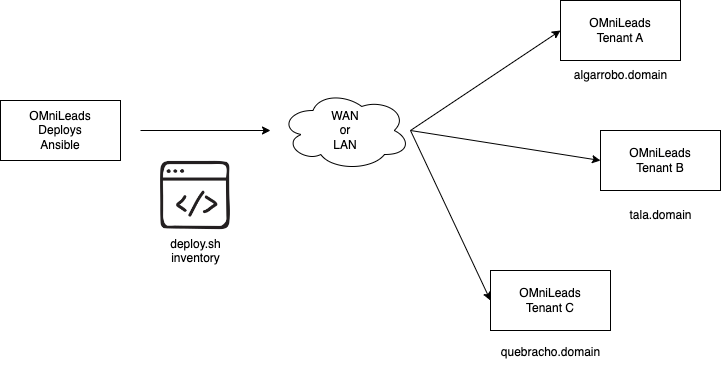 OMniLeads
Tenant A
algarrobo.domain
OMniLeads
Deploys
Ansible
WAN
or
LAN
OMniLeads
Tenant B
tala.domain
</>
deploy.sh
inventory
OMniLeads
Tenant C
quebracho.domain